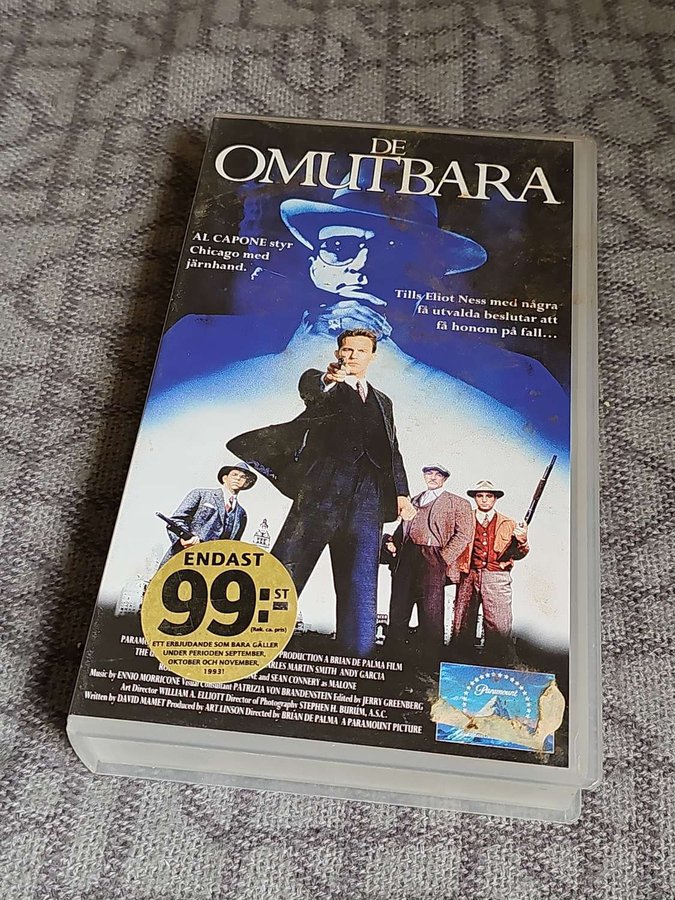 DE
OMUTBARA
AL CAPONE styr
Chicago med
järnhand.
Tills Eliot Ness med några
få utvalda beslutar att
få honom på fall...
ENDAST
99:-
ST
(Rek. ca. pris)
ETT ERBJUDANDE SOM BARA GÄLLER
UNDER PERIODEN SEPTEMBER,
OKTOBER OCH NOVEMBER.
1993!
PRODUCTION A BRIAN DE PALMA FILM
CHARLES MARTIN SMITH ANDY GARCIA
and SEAN CONNERY as MALONE
Music by ENNIO MORRICONE Visual Consultant PATRIZIA VON BRANDENSTEIN Edited by JERRY GREENBERG
Art Director WILLIAM A. ELLIOTT Director of Photography STEPHEN H. BURUM, A.S.C.
Written by DAVID MAMET Produced by ART LINSON Directed by BRIAN DE PALMA A PARAMOUNT PICTURE
Paramount